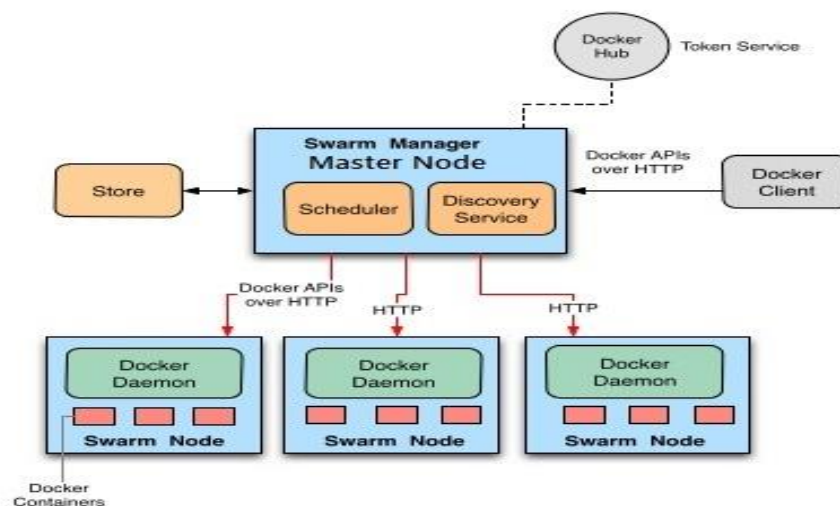 Docker
Hub
Token Service
Swarm Manager
Master Node
Docker APIs
over HTTP
Store
Scheduler
Discovery
Service
Docker
Client
Docker APIs
over HTTP
HTTP
HTTP
Docker
Daemon
Docker
Daemon
Docker
Daemon
Swarm Node
Swarm Node
Swarm Node
Docker
Containers